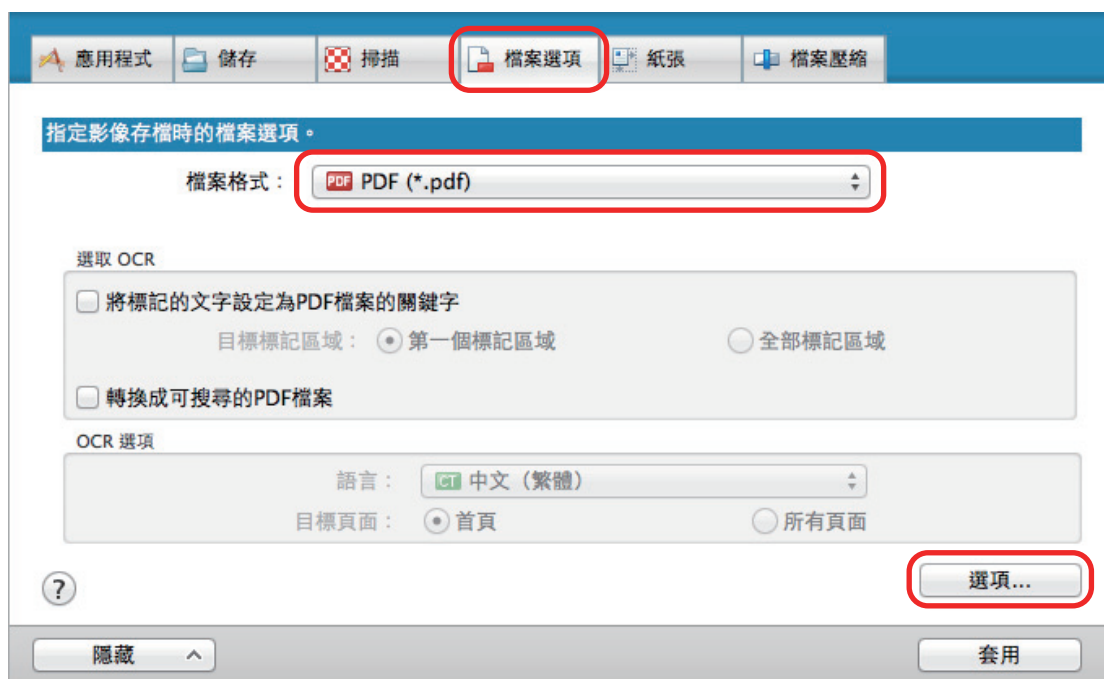 應用程式 儲存 掃描 檔案選項 紙張 檔案壓縮
指定影像存檔時的檔案選項。
檔案格式： PDF PDF (*.pdf)
選取 OCR
將標記的文字設定為PDF檔案的關鍵字
目標標記區域： 第一個標記區域 全部標記區域
轉換成可搜尋的PDF檔案
OCR 選項
語言： CT 中文（繁體）
目標頁面： 首頁 所有頁面
? 選項...
隱藏 套用